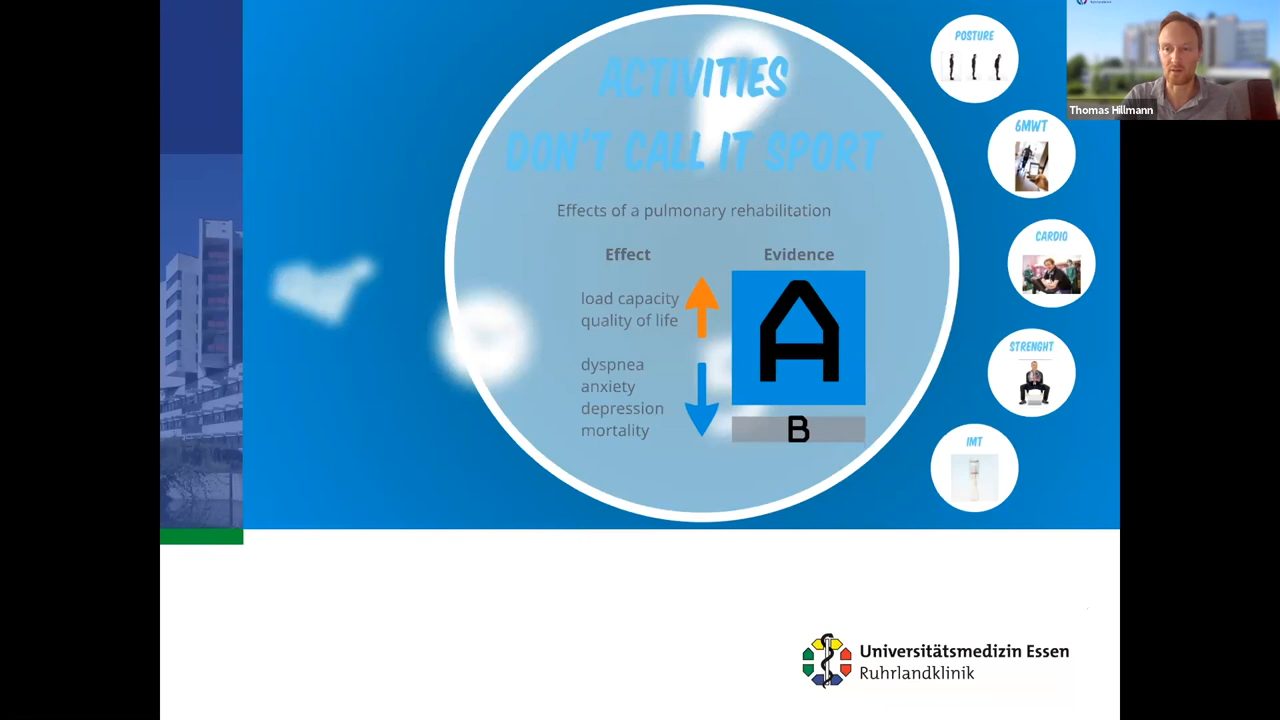 ACTIVITIES
DON'T CALL IT SPORT
Effects of a pulmonary rehabilitation
Effect
Evidence
load capacity
quality of life
dyspnea
anxiety
depression
mortality
A
B
POSTURE
6MWT
CARDIO
STRENGHT
IMT
Thomas Hillmann
Universitätsmedizin Essen
Ruhrlandklinik